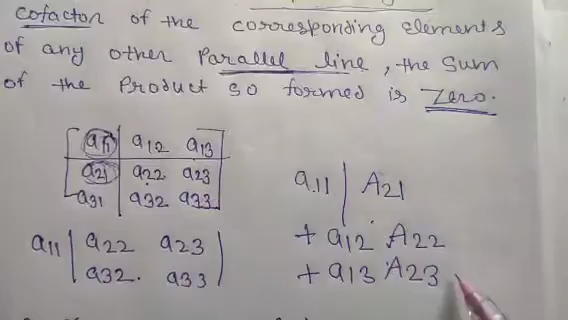 cofactor of the corresponding elements
of any other Parallel line, the Sum
of the Product so formed is Zero.
a11 a12 a13
a21 a22 a23
a31 a32 a33
a11 | A21
+ a12 A22
+ a13 A23
a11 | a22 a23
a32 a33 |